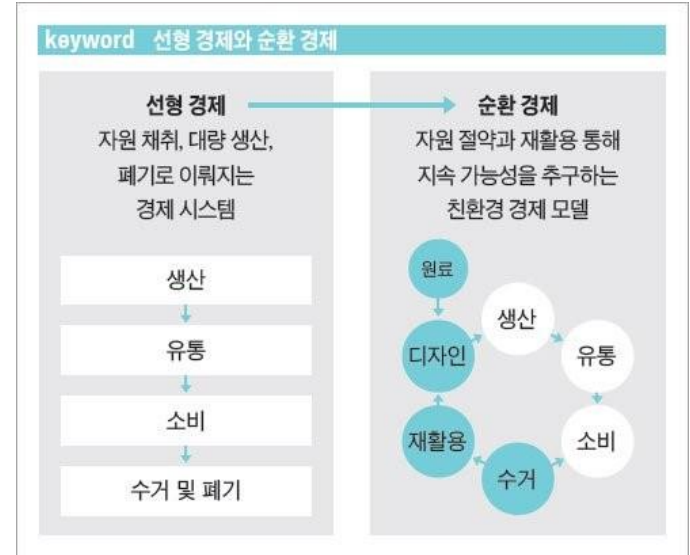 keyword 선형 경제와 순환 경제
선형 경제
자원 채취, 대량 생산,
폐기로 이뤄지는
경제 시스템
생산
유통
소비
수거 및 폐기
순환 경제
자원 절약과 재활용 통해
지속 가능성을 추구하는
친환경 경제 모델
원료
디자인
생산
유통
소비
수거
재활용